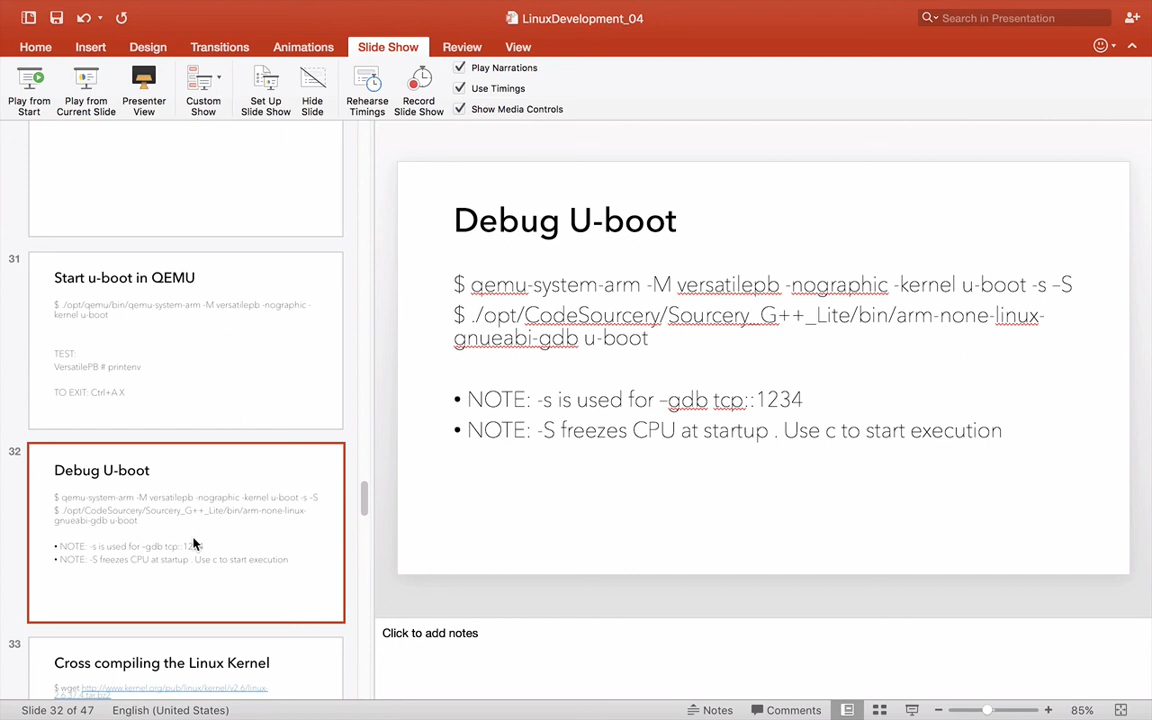 LinuxDevelopment_04
Search in Presentation
Home Insert Design Transitions Animations Slide Show Review View
Play from Start
Play from Current Slide
Presenter View
Custom Show
Set Up Slide Show
Hide Slide
Rehearse Timings
Record Slide Show
Play Narrations
Use Timings
Show Media Controls
31
Start u-boot in QEMU
$ ./opt/qemu/bin/qemu-system-arm -M versatilepb -nographic -
kernel u-boot
TEST:
VersatilePB # printenv
TO EXIT: Ctrl+A X
32
Debug U-boot
$ qemu-system-arm -M versatilepb -nographic -kernel u-boot -s –S
$ ./opt/CodeSourcery/Sourcery_G++_Lite/bin/arm-none-linux-
gnueabi-gdb u-boot
• NOTE: -s is used for –gdb tcp::1234
• NOTE: -S freezes CPU at startup . Use c to start execution
33
Cross compiling the Linux Kernel
$ wget http://www.kernel.org/pub/linux/kernel/v2.6/linux-
2.6.37.4.tar.bz2
Debug U-boot
$ qemu-system-arm -M versatilepb -nographic -kernel u-boot -s –S
$ ./opt/CodeSourcery/Sourcery_G++_Lite/bin/arm-none-linux-
gnueabi-gdb u-boot
• NOTE: -s is used for –gdb tcp::1234
• NOTE: -S freezes CPU at startup . Use c to start execution
Click to add notes
Slide 32 of 47 English (United States) Notes Comments 85%